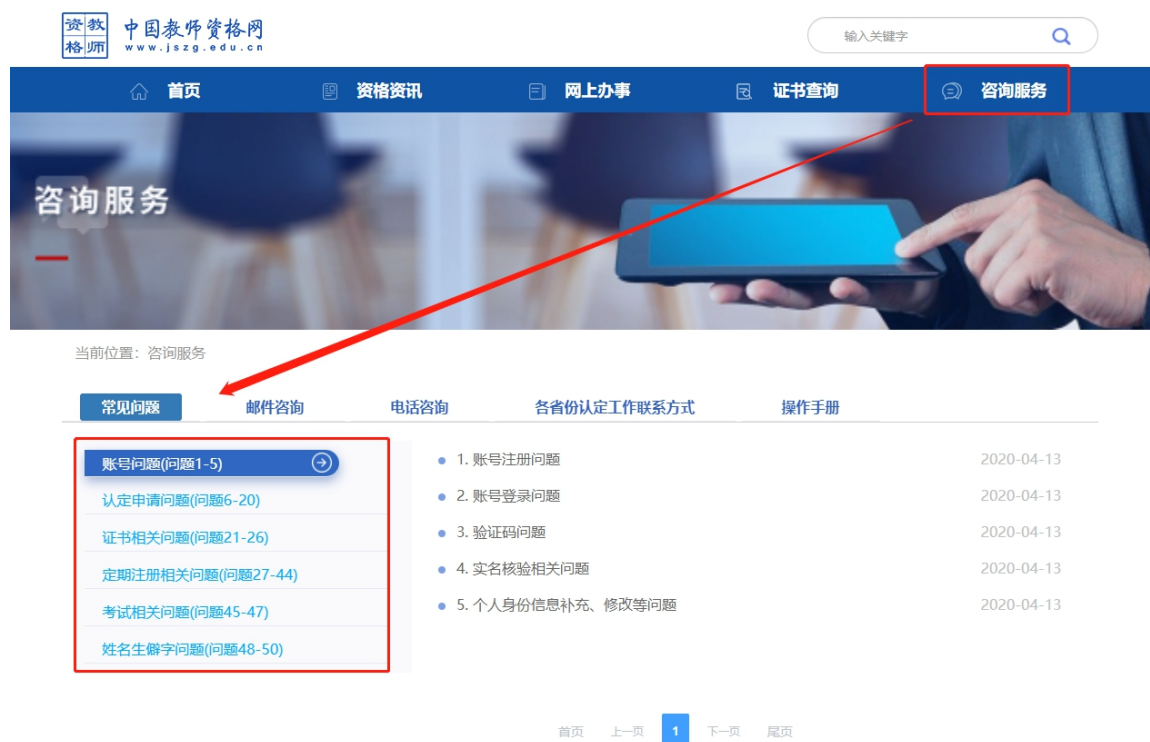 资教
格师
中国教师资格网
www.jszg.edu.cn
输入关键字
首页 资格资讯 网上办事 证书查询 咨询服务
咨询服务
当前位置：咨询服务
常见问题 邮件咨询 电话咨询 各省份认定工作联系方式 操作手册
账号问题(问题1-5)
认定申请问题(问题6-20)
证书相关问题(问题21-26)
定期注册相关问题(问题27-44)
考试相关问题(问题45-47)
姓名生僻字问题(问题48-50)
1. 账号注册问题 2020-04-13
2. 账号登录问题 2020-04-13
3. 验证码问题 2020-04-13
4. 实名核验相关问题 2020-04-13
5. 个人身份信息补充、修改等问题 2020-04-13
首页 上一页 1 下一页 尾页